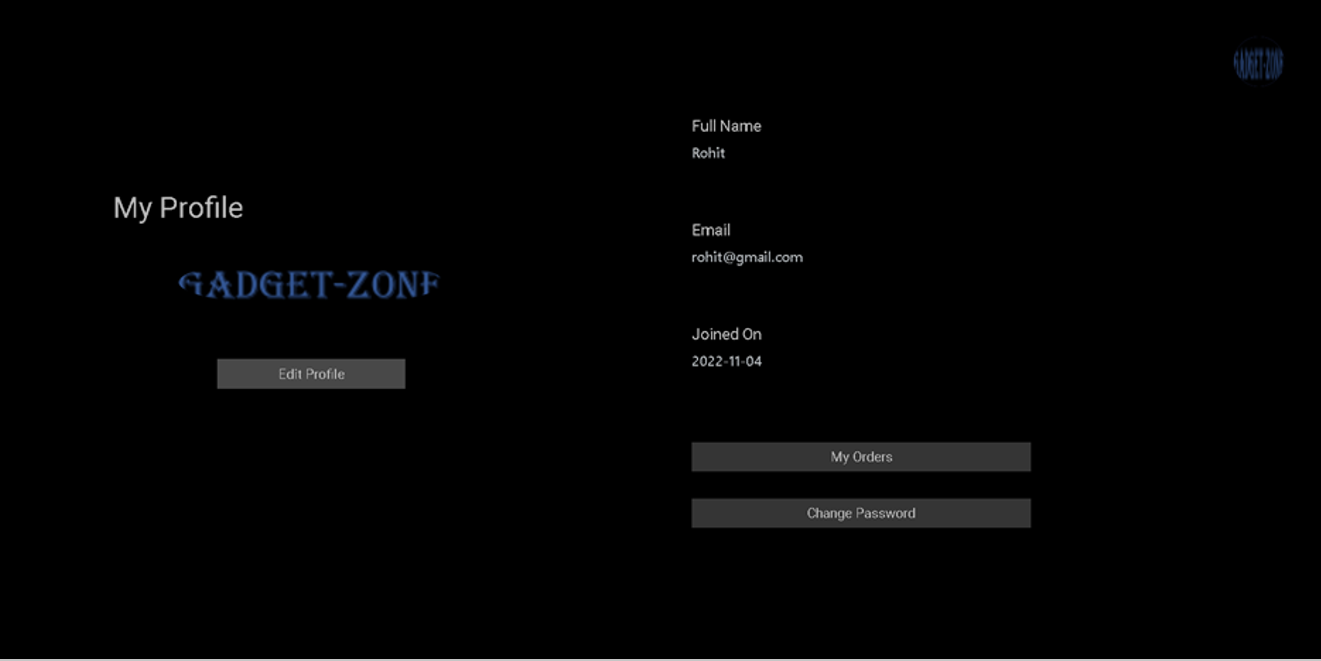 GADGET-ZONE
My Profile
GADGET-ZONE
Edit Profile
Full Name
Rohit
Email
rohit@gmail.com
Joined On
2022-11-04
My Orders
Change Password